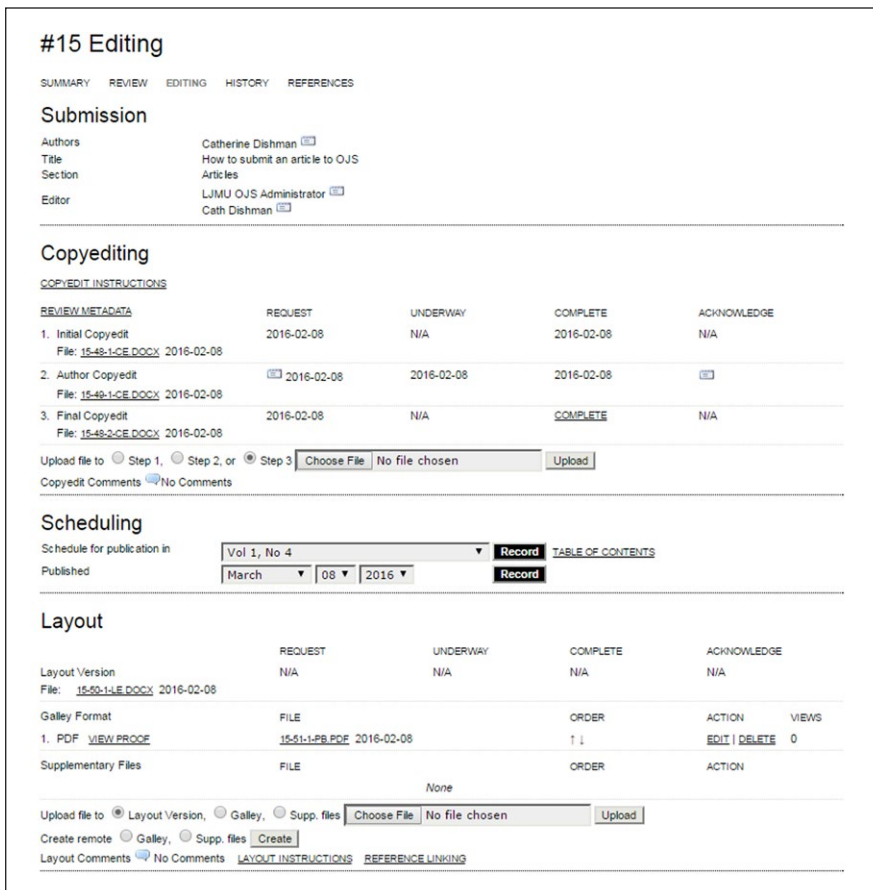 #15 Editing
SUMMARY REVIEW EDITING HISTORY REFERENCES
Submission
Authors Catherine Dishman
Title How to submit an article to OJS
Section Articles
Editor LJMU OJS Administrator
Cath Dishman
Copyediting
COPYEDIT INSTRUCTIONS
REVIEW METADATA REQUEST UNDERWAY COMPLETE ACKNOWLEDGE
1. Initial Copyedit 2016-02-08 N/A 2016-02-08 N/A
File: 15-48-1-CE.DOCX 2016-02-08
2. Author Copyedit 2016-02-08 2016-02-08 2016-02-08
File: 15-49-1-CE.DOCX 2016-02-08
3. Final Copyedit 2016-02-08 N/A COMPLETE N/A
File: 15-48-2-CE.DOCX 2016-02-08
Upload file to Step 1, Step 2, or Step 3 Choose File No file chosen Upload
Copyedit Comments No Comments
Scheduling
Schedule for publication in Vol 1, No 4 Record TABLE OF CONTENTS
Published March 08 2016 Record
Layout
REQUEST UNDERWAY COMPLETE ACKNOWLEDGE
Layout Version N/A N/A N/A N/A
File: 15-50-1-LE.DOCX 2016-02-08
Galley Format FILE ORDER ACTION VIEWS
1. PDF VIEW PROOF 15-51-1-PB.PDF 2016-02-08 ↑ ↓ EDIT | DELETE 0
Supplementary Files FILE ORDER ACTION
None
Upload file to Layout Version, Galley, Supp. files Choose File No file chosen Upload
Create remote Galley, Supp. files Create
Layout Comments No Comments LAYOUT INSTRUCTIONS REFERENCE LINKING